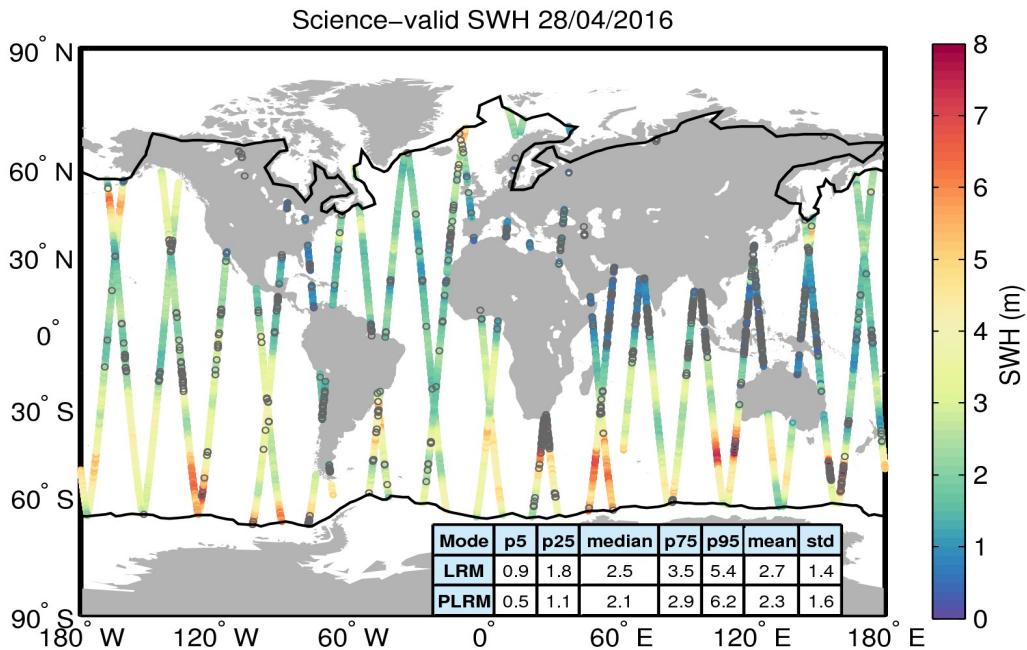 Science−valid SWH 28/04/2016
90° N
60° N
30° N
0°
30° S
60° S
90° S
180° W
120° W
60° W
0°
60° E
120° E
180° E
Mode p5 p25 median p75 p95 mean std
LRM 0.9 1.8 2.5 3.5 5.4 2.7 1.4
PLRM 0.5 1.1 2.1 2.9 6.2 2.3 1.6
8
7
6
5
4
3
2
1
0
SWH (m)